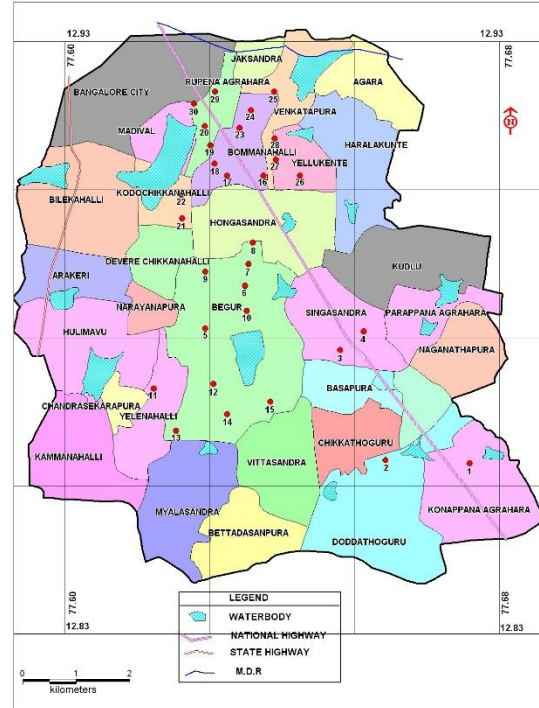 12.93
12.93
77.60
77.68
JAKSANDRA
RUPENA AGRAHARA
AGARA
BANGALORE CITY
29
25
VENKATAPURA
30
24
MADIVAL
20
23
HARALAKUNTE
19
28
BOMMANAHALLI
27
18
YELLUKENTE
17
16
26
BILEKAHALLI
KODOCHIKKANAHALLI
22
21
HONGASANDRA
8
DEVERE CHIKKANAHALLI
7
KUDLU
9
ARAKERI
6
NARAYANAPURA
BEGUR
10
SINGASANDRA
PARAPPANA AGRAHARA
HULIMAVU
5
4
NAGANATHAPURA
3
BASAPURA
12
11
CHANDRASEKARAPURA
YELENAHALLI
15
14
13
CHIKKATHOGURU
KAMMANAHALLI
VITTASANDRA
2
1
MYALASANDRA
KONAPPANA AGRAHARA
BETTADASANPURA
DODDATHOGURU
77.60
77.68
12.83
12.83
LEGEND
WATERBODY
NATIONAL HIGHWAY
STATE HIGHWAY
M.D.R
0 1 2
kilometers
N